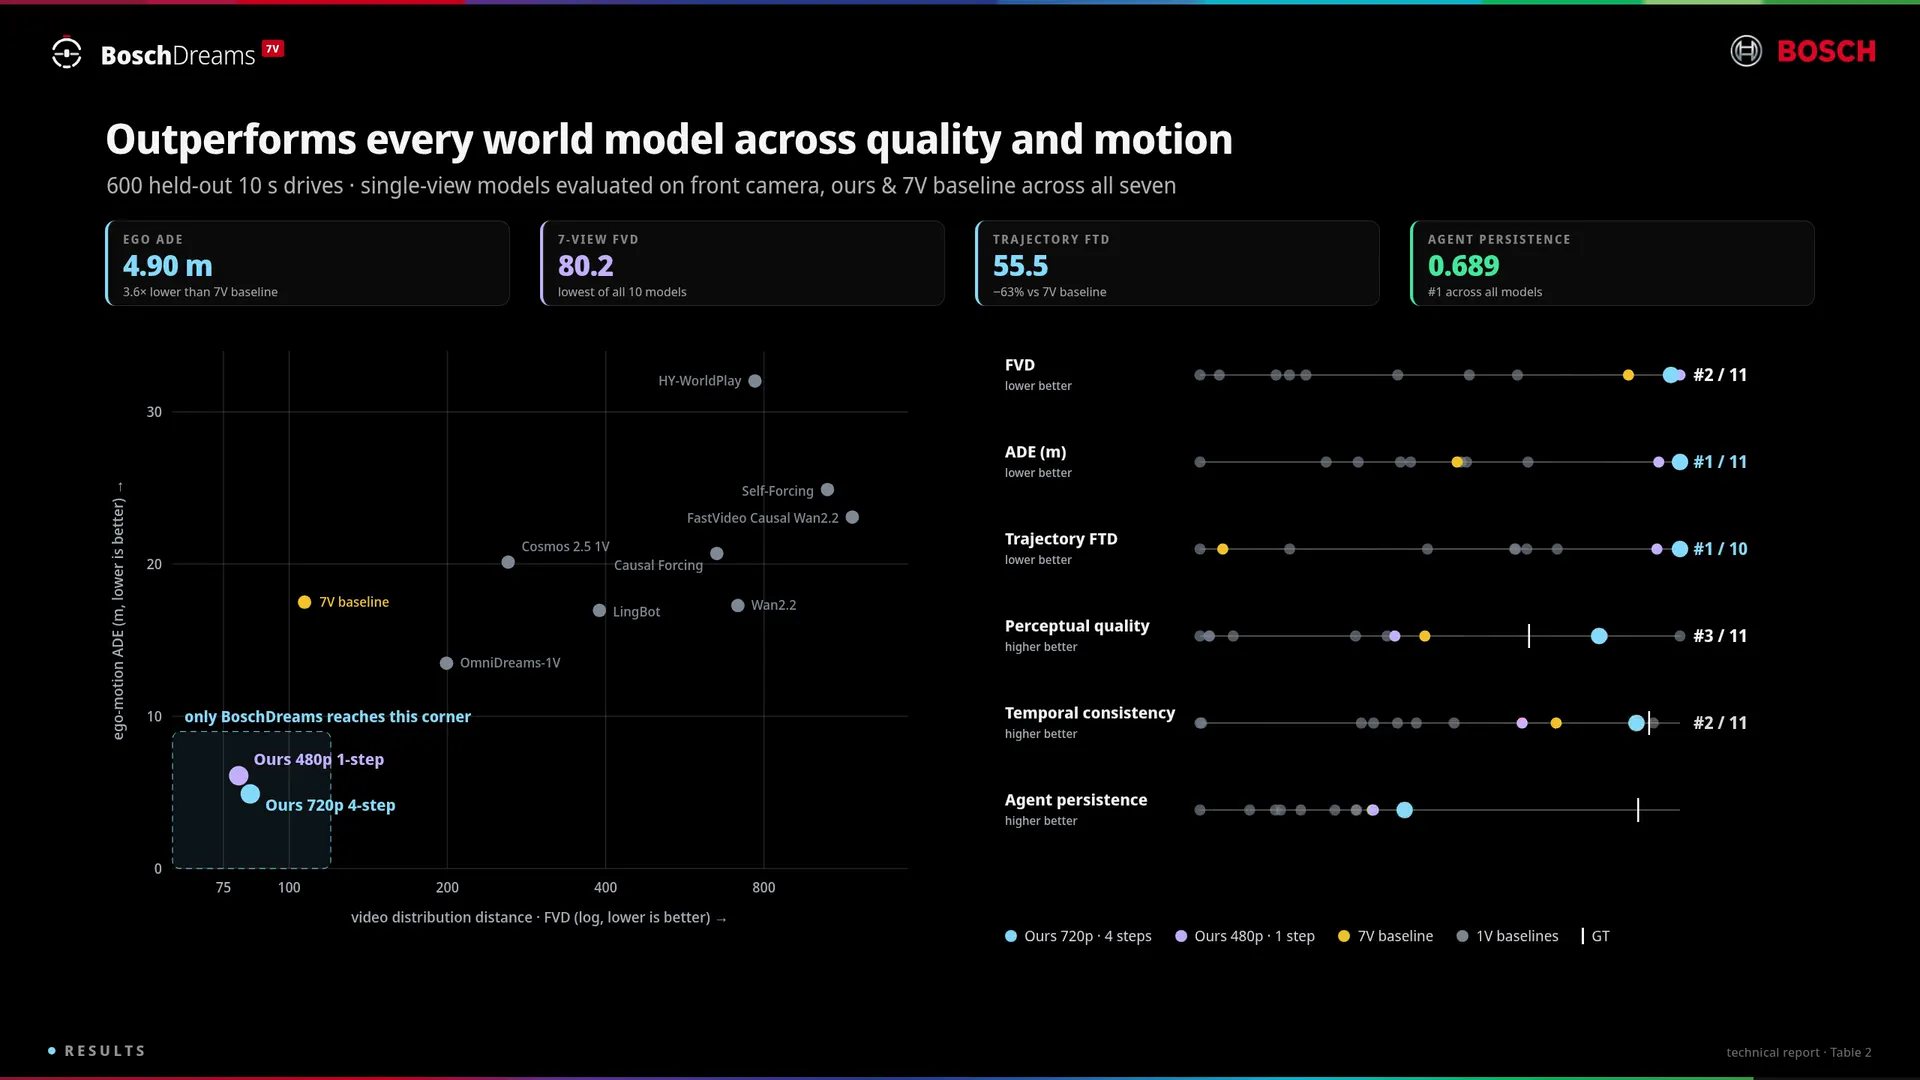 BoschDreams 7V
BOSCH
Outperforms every world model across quality and motion
600 held-out 10 s drives · single-view models evaluated on front camera, ours & 7V baseline across all seven
EGO ADE
4.90 m
3.6× lower than 7V baseline
7-VIEW FVD
80.2
lowest of all 10 models
TRAJECTORY FTD
55.5
−63% vs 7V baseline
AGENT PERSISTENCE
0.689
#1 across all models
ego-motion ADE (m, lower is better) →
30
20
10
0
HY-WorldPlay
Self-Forcing
FastVideo Causal Wan2.2
Cosmos 2.5 1V
Causal Forcing
7V baseline
LingBot
Wan2.2
OmniDreams-1V
only BoschDreams reaches this corner
Ours 480p 1-step
Ours 720p 4-step
75
100
200
400
800
video distribution distance · FVD (log, lower is better) →
FVD
lower better
#2 / 11
ADE (m)
lower better
#1 / 11
Trajectory FTD
lower better
#1 / 10
Perceptual quality
higher better
#3 / 11
Temporal consistency
higher better
#2 / 11
Agent persistence
higher better
Ours 720p · 4 steps
Ours 480p · 1 step
7V baseline
1V baselines
GT
RESULTS
technical report · Table 2